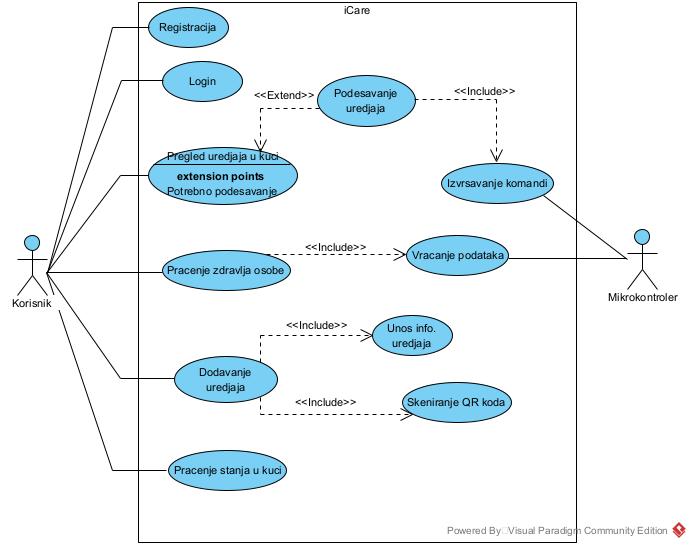 iCare
Registracija
Login
<<Extend>>
Podesavanje
uredjaja
<<Include>>
Pregled uredjaja u kuci
extension points
Potrebno podesavanje
Izvrsavanje komandi
Pracenje zdravlja osobe
<<Include>>
Vracanje podataka
Korisnik
Mikrokontroler
<<Include>>
Unos info.
uredjaja
Dodavanje
uredjaja
<<Include>>
Skeniranje QR koda
Pracenje stanja u kuci
Powered By Visual Paradigm Community Edition